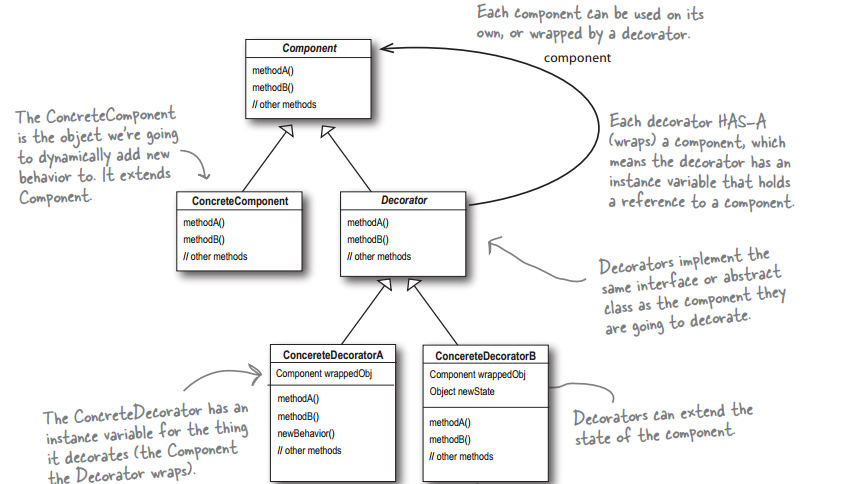 Each component can be used on its
own, or wrapped by a decorator.
component
Component
methodA()
methodB()
// other methods
The ConcreteComponent
is the object we're going
to dynamically add new
behavior to. It extends
Component.
Each decorator HAS-A
(wraps) a component, which
means the decorator has an
instance variable that holds
a reference to a component.
ConcreteComponent
methodA()
methodB()
// other methods
Decorator
methodA()
methodB()
// other methods
Decorators implement the
same interface or abstract
class as the component they
are going to decorate.
ConcereteDecoratorA
Component wrappedObj
methodA()
methodB()
newBehavior()
// other methods
ConcereteDecoratorB
Component wrappedObj
Object newState
methodA()
methodB()
// other methods
The ConcreteDecorator has an
instance variable for the thing
it decorates (the Component
the Decorator wraps).
Decorators can extend the
state of the component.